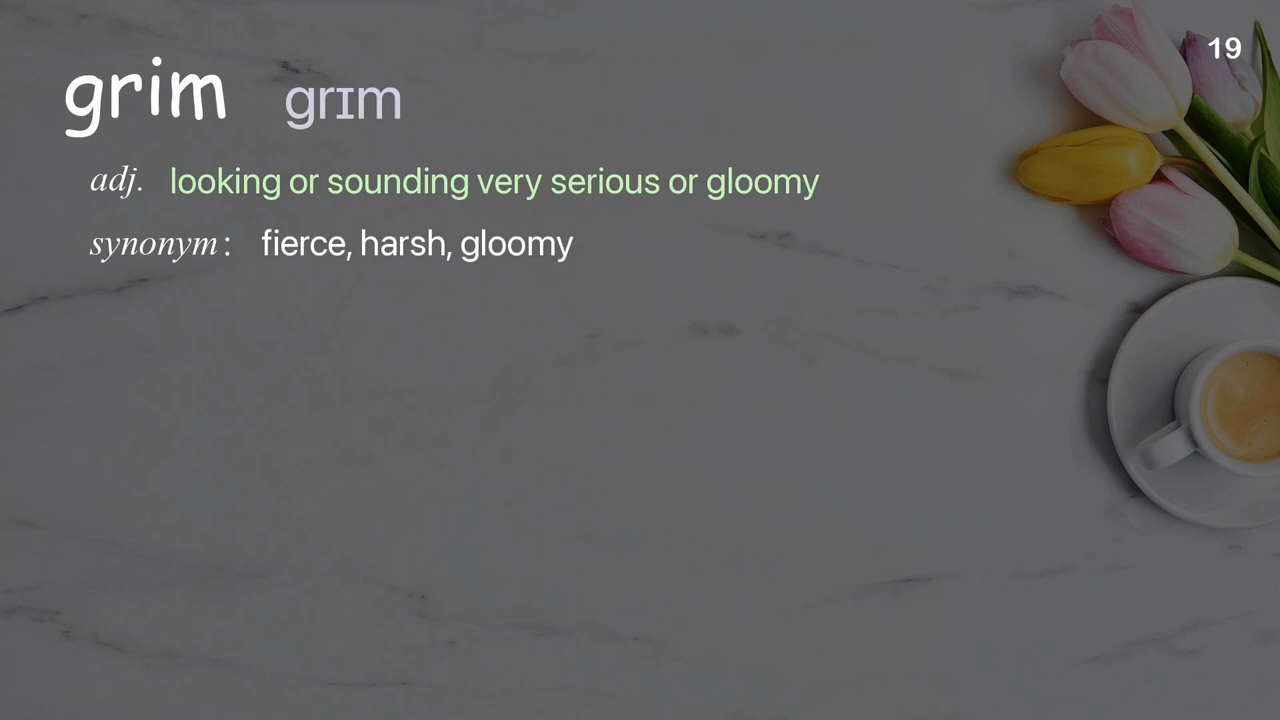 19
grim grɪm
adj. looking or sounding very serious or gloomy
synonym : fierce, harsh, gloomy